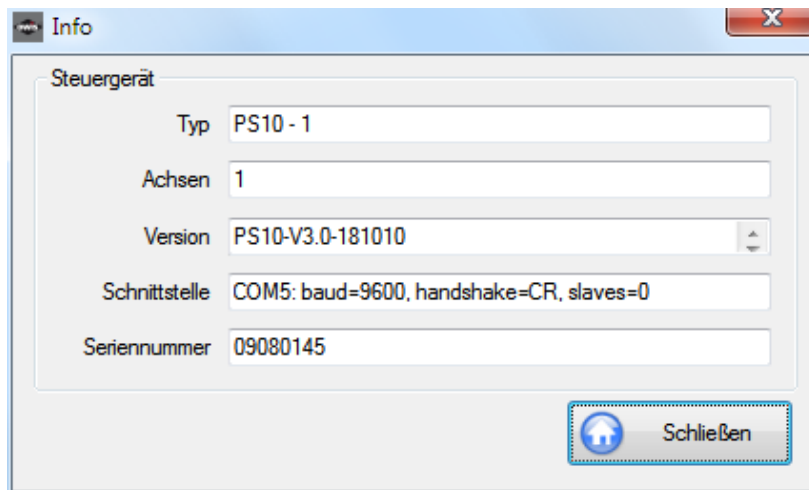 Info
Steuergerät
Typ PS10 - 1
Achsen 1
Version PS10-V3.0-181010
Schnittstelle COM5: baud=9600, handshake=CR, slaves=0
Seriennummer 09080145
Schließen